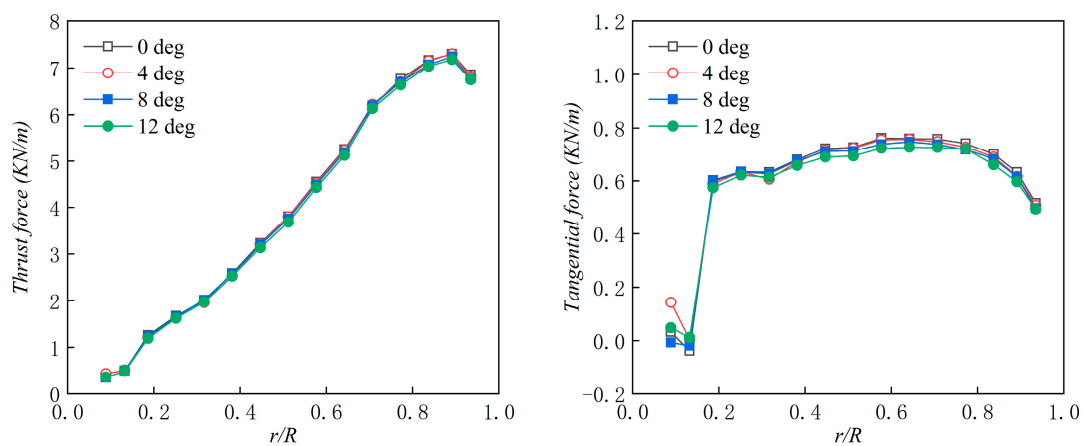 8
7
6
5
4
3
2
1
0
Thrust force (KN/m)
0 deg
4 deg
8 deg
12 deg
0.0 0.2 0.4 0.6 0.8 1.0
r/R
1.2
1.0
0.8
0.6
0.4
0.2
0.0
-0.2
Tangential force (KN/m)
0 deg
4 deg
8 deg
12 deg
0.0 0.2 0.4 0.6 0.8 1.0
r/R